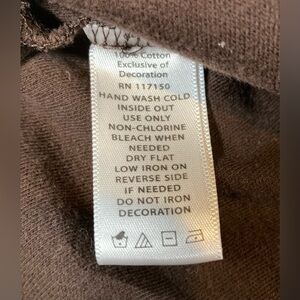 100% Cotton
Exclusive of
Decoration
RN 117150
HAND WASH COLD
INSIDE OUT
USE ONLY
NON-CHLORINE
BLEACH WHEN
NEEDED
DRY FLAT
LOW IRON ON
REVERSE SIDE
IF NEEDED
DO NOT IRON
DECORATION